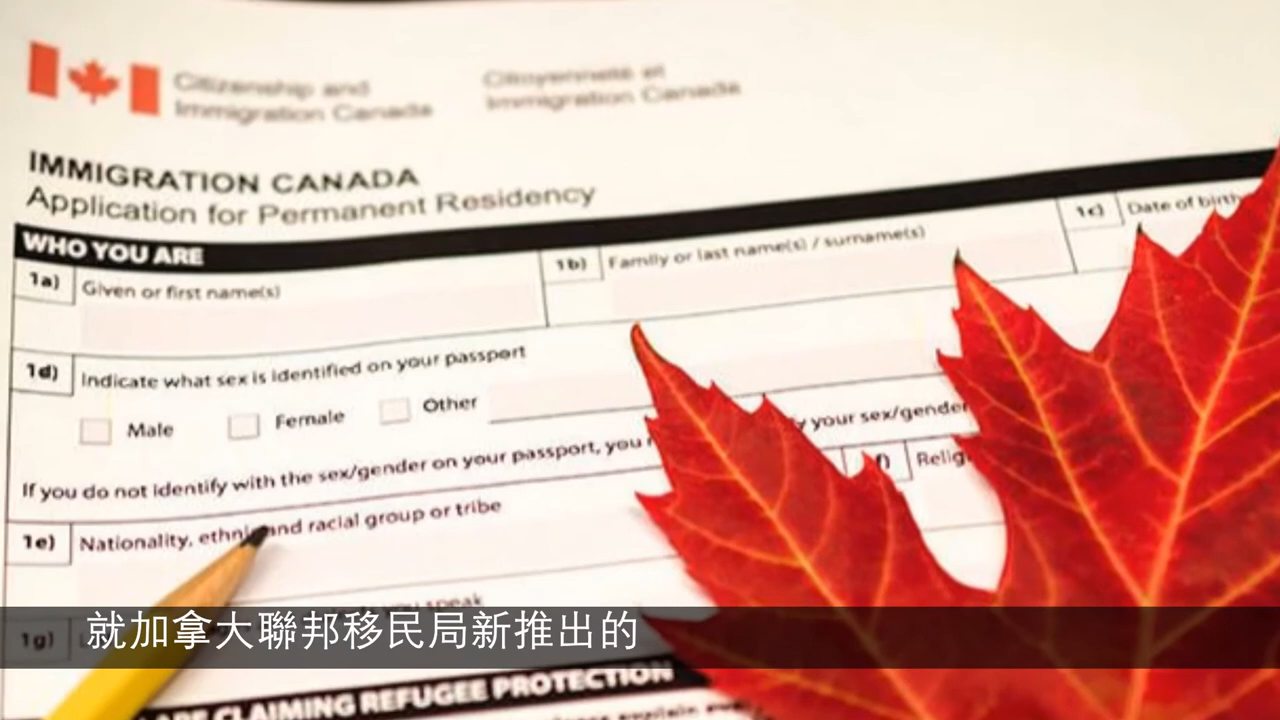 Citizenship and
Immigration Canada
Citoyenneté et
Immigration Canada
IMMIGRATION CANADA
Application for Permanent Residency
WHO YOU ARE
1a) Given or first name(s)
1b) Family or last name(s) / surname(s)
1c) Date of birth
1d) Indicate what sex is identified on your passport
Male Female Other
If you do not identify with the sex/gender on your passport, you
your sex/gender
1e) Nationality, ethnic and racial group or tribe
1g)
you speak
就加拿大聯邦移民局新推出的
CLAIMING REFUGEE PROTECTION